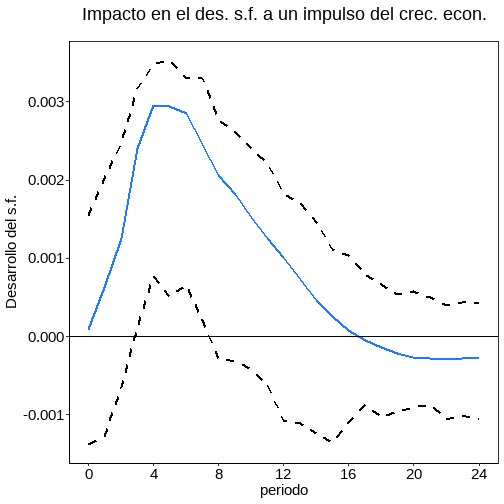 Impacto en el des. s.f. a un impulso del crec. econ.
Desarrollo del s.f.
0.003
0.002
0.001
0.000
-0.001
0 4 8 12 16 20 24
periodo